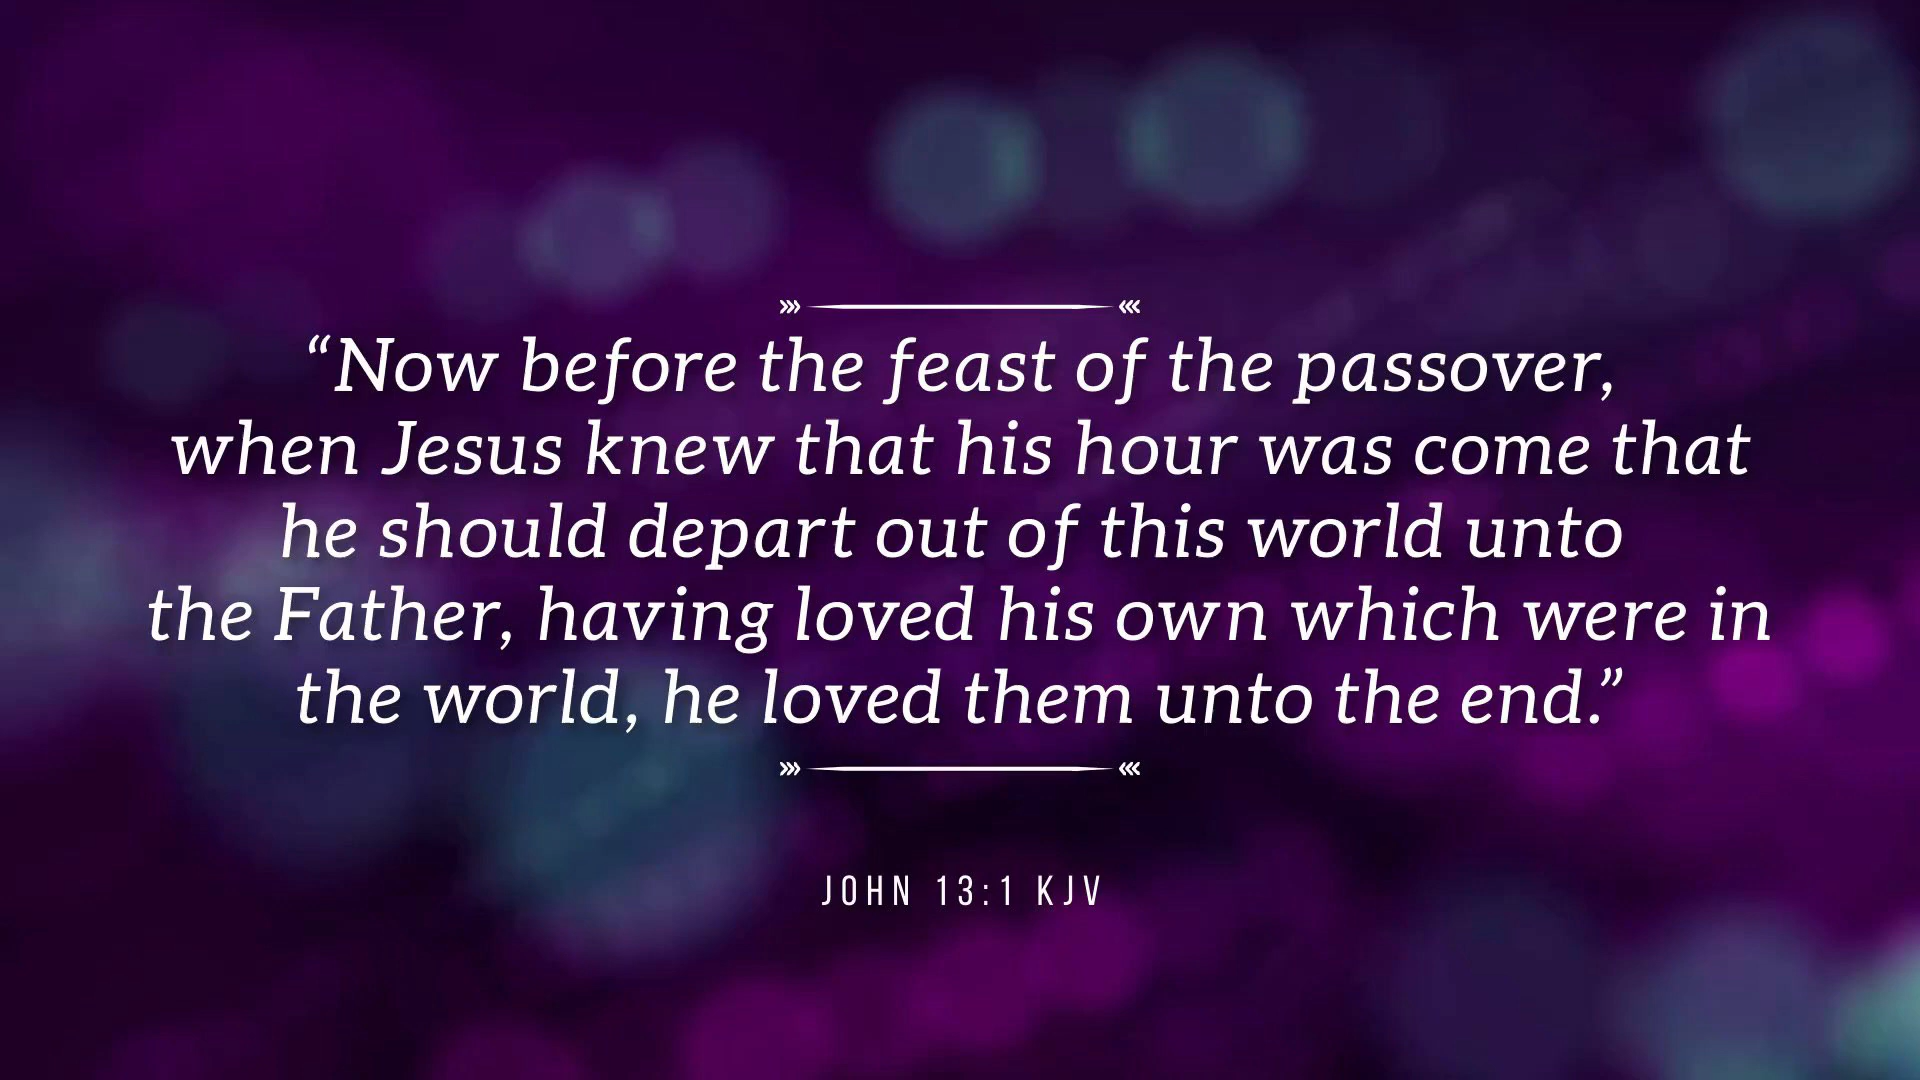 “Now before the feast of the passover,
when Jesus knew that his hour was come that
he should depart out of this world unto
the Father, having loved his own which were in
the world, he loved them unto the end.”
JOHN 13:1 KJV